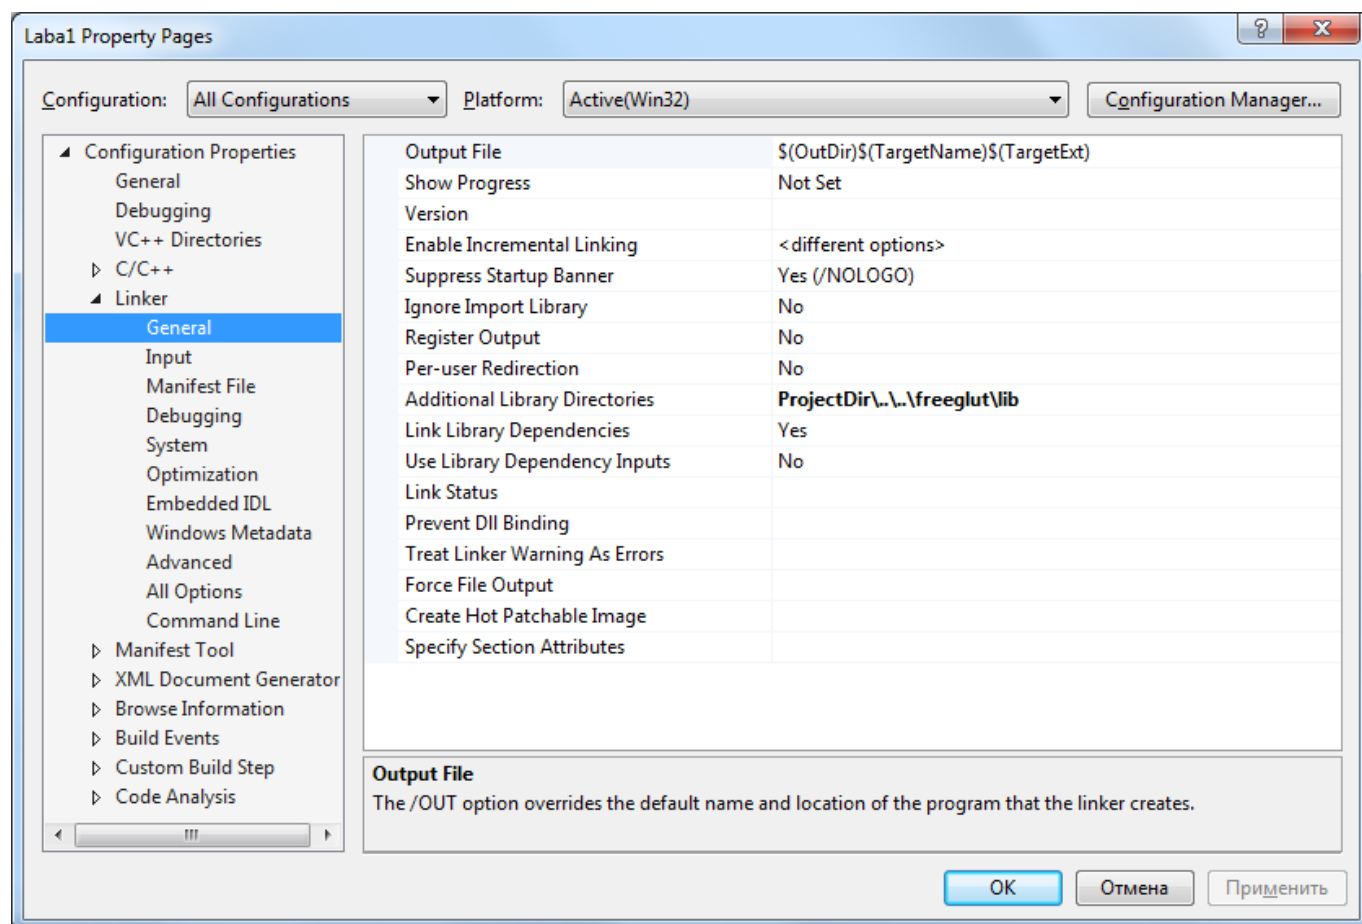 Laba1 Property Pages
Configuration: All Configurations Platform: Active(Win32) Configuration Manager...
Configuration Properties
General
Debugging
VC++ Directories
C/C++
Linker
General
Input
Manifest File
Debugging
System
Optimization
Embedded IDL
Windows Metadata
Advanced
All Options
Command Line
Manifest Tool
XML Document Generator
Browse Information
Build Events
Custom Build Step
Code Analysis
Output File $(OutDir)$(TargetName)$(TargetExt)
Show Progress Not Set
Version
Enable Incremental Linking <different options>
Suppress Startup Banner Yes (/NOLOGO)
Ignore Import Library No
Register Output No
Per-user Redirection No
Additional Library Directories ProjectDir\..\..\freeglut\lib
Link Library Dependencies Yes
Use Library Dependency Inputs No
Link Status
Prevent Dll Binding
Treat Linker Warning As Errors
Force File Output
Create Hot Patchable Image
Specify Section Attributes
Output File
The /OUT option overrides the default name and location of the program that the linker creates.
OK Отмена Применить